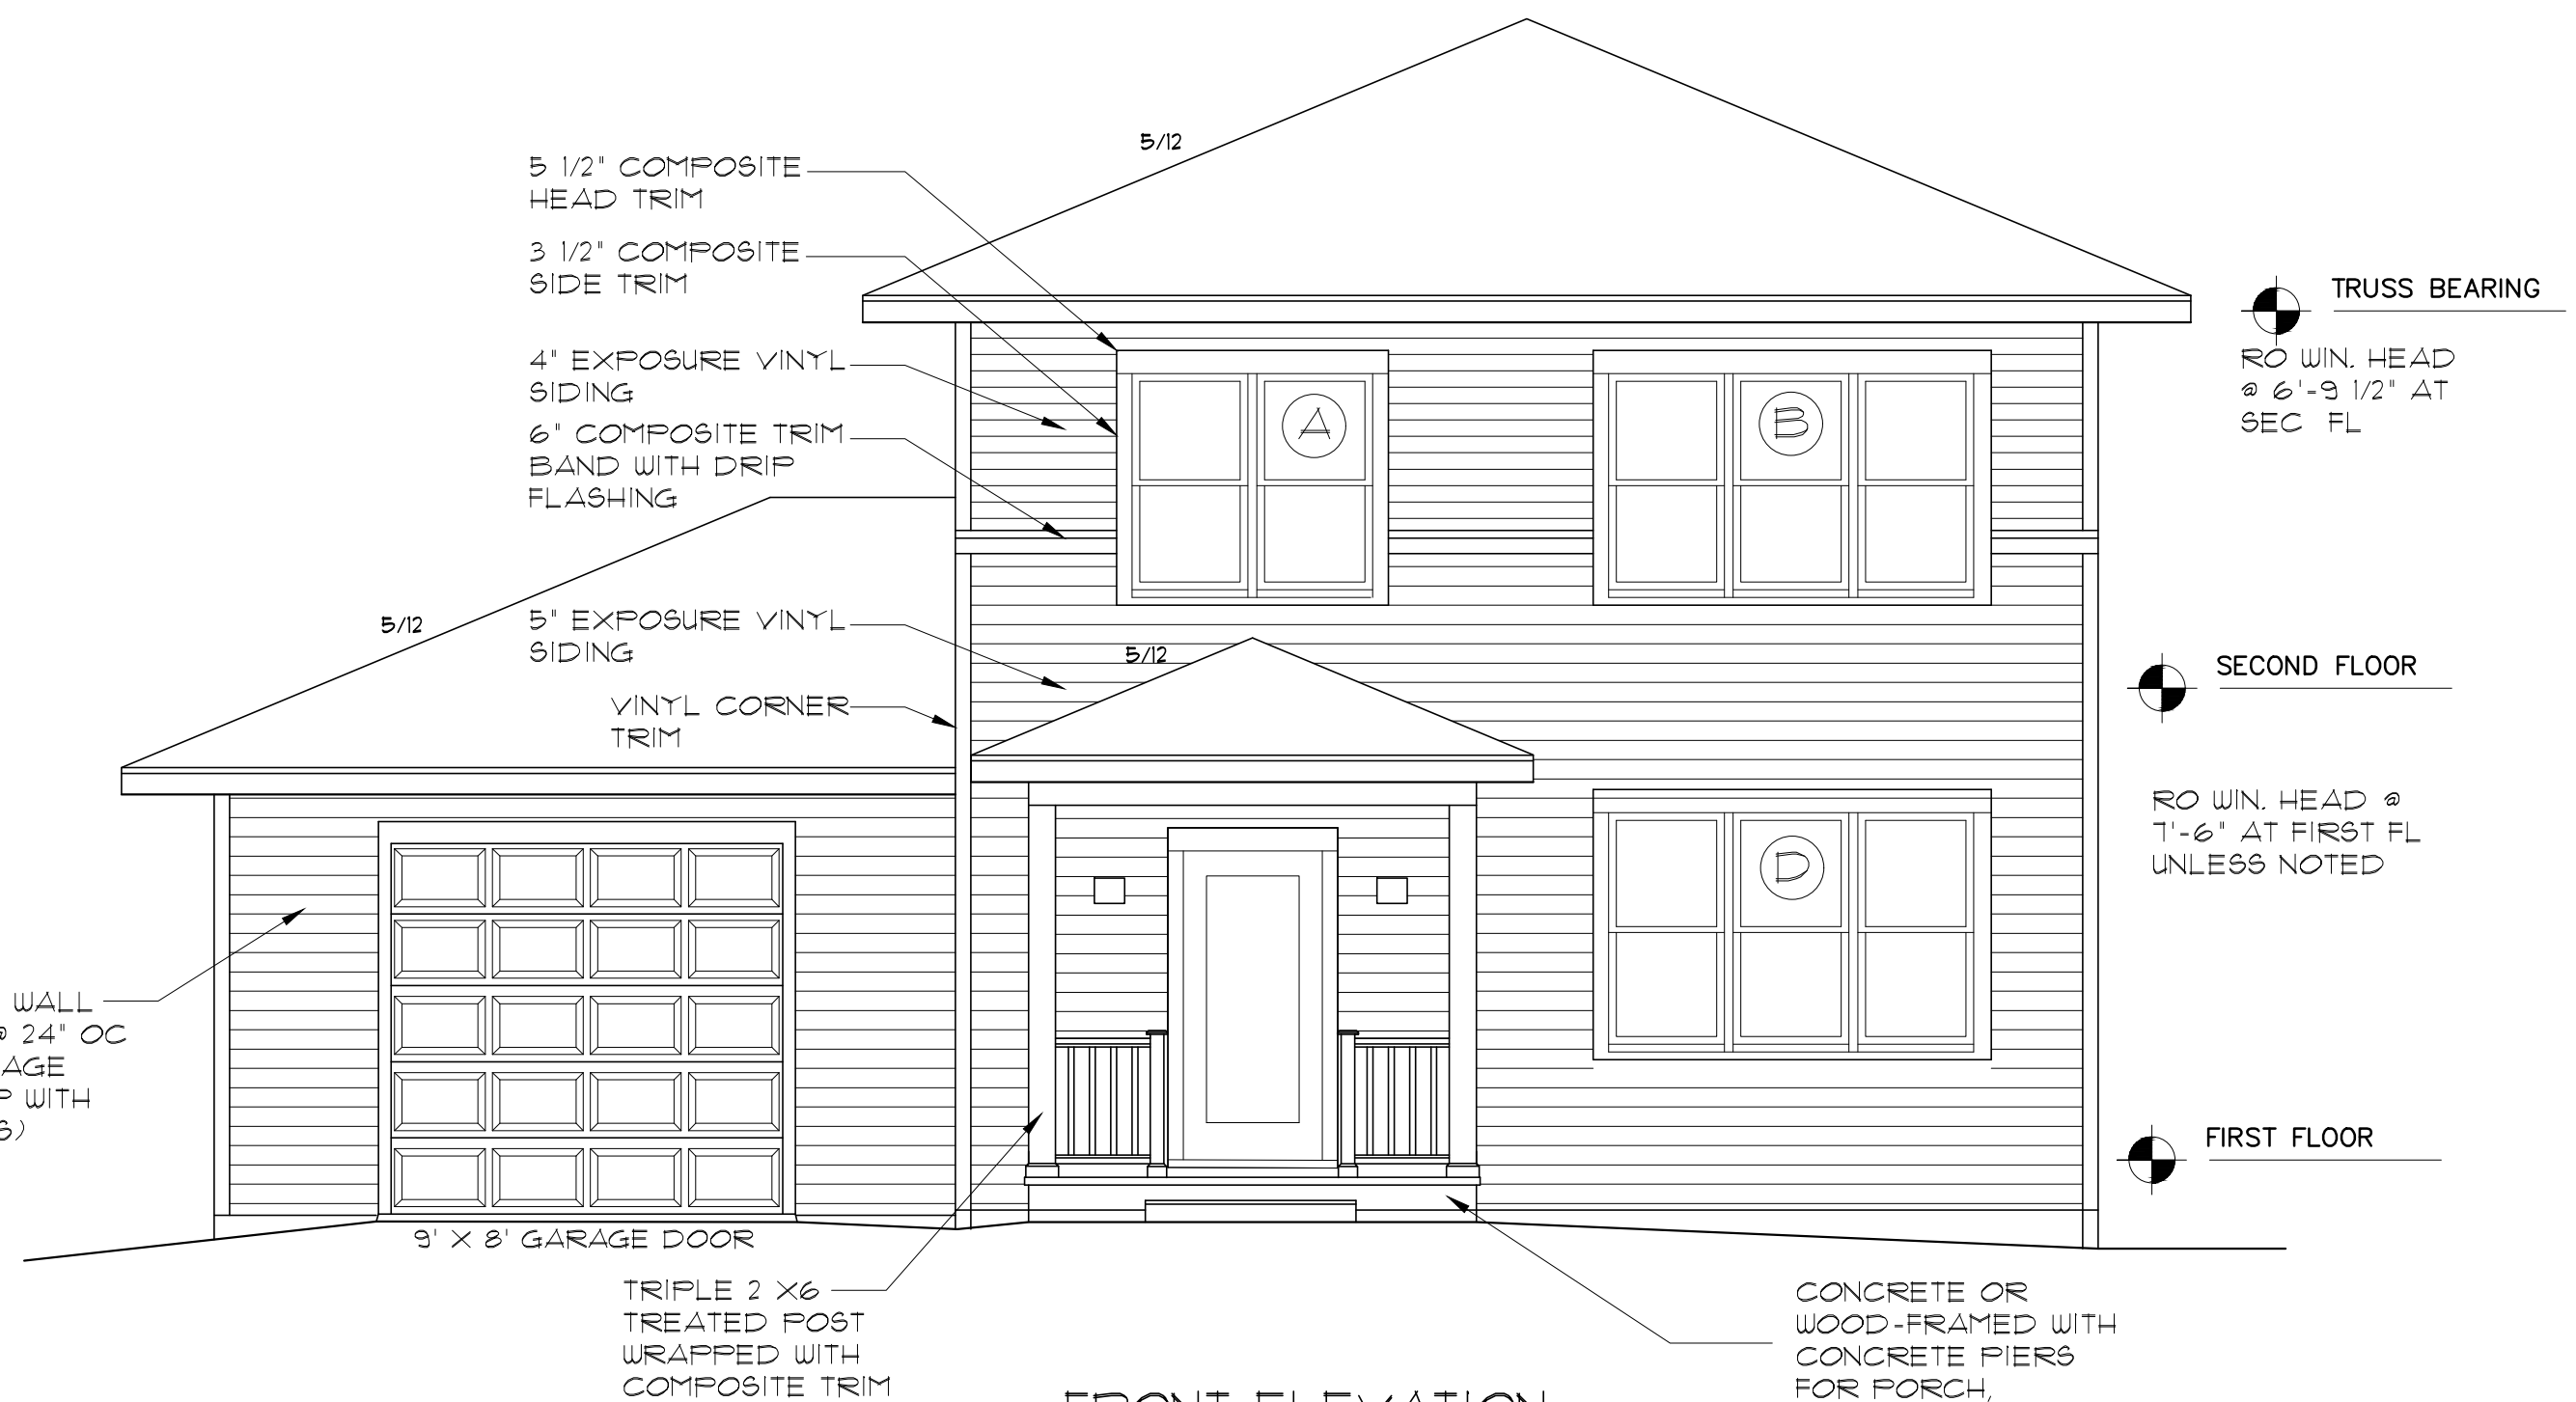 5/12
5 1/2" COMPOSITE
HEAD TRIM
3 1/2" COMPOSITE
SIDE TRIM
4" EXPOSURE VINYL
SIDING
6" COMPOSITE TRIM
BAND WITH DRIP
FLASHING
A
B
TRUSS BEARING
RO WIN. HEAD
@ 6'-9 1/2" AT
SEC FL
5/12
5" EXPOSURE VINYL
SIDING
5/12
VINYL CORNER
TRIM
SECOND FLOOR
RO WIN. HEAD @
7'-6" AT FIRST FL
UNLESS NOTED
D
WALL
@ 24" OC
WITH
FIRST FLOOR
9' X 8' GARAGE DOOR
TRIPLE 2 X6
TREATED POST
WRAPPED WITH
COMPOSITE TRIM
CONCRETE OR
WOOD-FRAMED WITH
CONCRETE PIERS
FOR PORCH,
FRONT ELEVATION